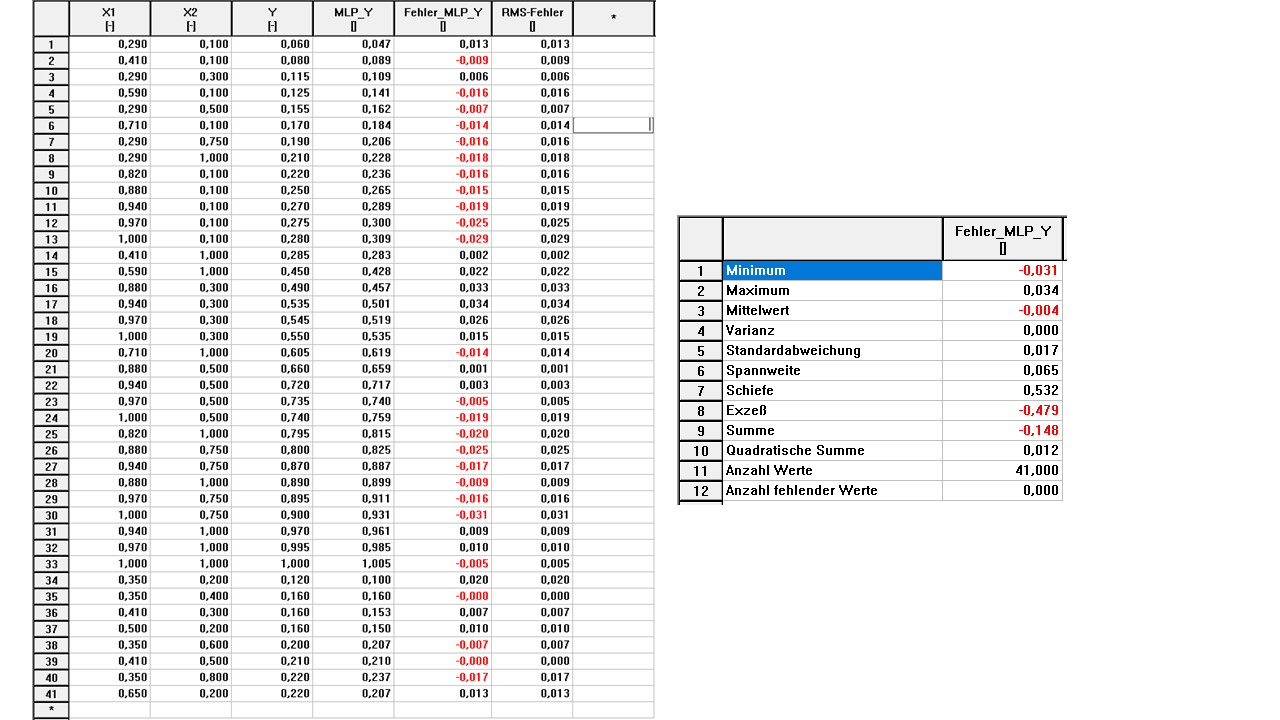 X1 X2 Y MLP_Y Fehler_MLP_Y RMS-Fehler *
[-] [-] [-] [] [] []
1 0,290 0,100 0,060 0,047 0,013 0,013
2 0,410 0,100 0,080 0,089 -0,009 0,009
3 0,290 0,300 0,115 0,109 0,006 0,006
4 0,590 0,100 0,125 0,141 -0,016 0,016
5 0,290 0,500 0,155 0,162 -0,007 0,007
6 0,710 0,100 0,170 0,184 -0,014 0,014
7 0,290 0,750 0,190 0,206 -0,016 0,016
8 0,290 1,000 0,210 0,228 -0,018 0,018
9 0,820 0,100 0,220 0,236 -0,016 0,016
10 0,880 0,100 0,250 0,265 -0,015 0,015
11 0,940 0,100 0,270 0,289 -0,019 0,019
12 0,970 0,100 0,275 0,300 -0,025 0,025
13 1,000 0,100 0,280 0,309 -0,029 0,029
14 0,410 1,000 0,285 0,283 0,002 0,002
15 0,590 1,000 0,450 0,428 0,022 0,022
16 0,880 0,300 0,490 0,457 0,033 0,033
17 0,940 0,300 0,535 0,501 0,034 0,034
18 0,970 0,300 0,545 0,519 0,026 0,026
19 1,000 0,300 0,550 0,535 0,015 0,015
20 0,710 1,000 0,605 0,619 -0,014 0,014
21 0,880 0,500 0,660 0,659 0,001 0,001
22 0,940 0,500 0,720 0,717 0,003 0,003
23 0,970 0,500 0,735 0,740 -0,005 0,005
24 1,000 0,500 0,740 0,759 -0,019 0,019
25 0,820 1,000 0,795 0,815 -0,020 0,020
26 0,880 0,750 0,800 0,825 -0,025 0,025
27 0,940 0,750 0,870 0,887 -0,017 0,017
28 0,880 1,000 0,890 0,899 -0,009 0,009
29 0,970 0,750 0,895 0,911 -0,016 0,016
30 1,000 0,750 0,900 0,931 -0,031 0,031
31 0,940 1,000 0,970 0,961 0,009 0,009
32 0,970 1,000 0,995 0,985 0,010 0,010
33 1,000 1,000 1,000 1,005 -0,005 0,005
34 0,350 0,200 0,120 0,100 0,020 0,020
35 0,350 0,400 0,160 0,160 -0,000 0,000
36 0,410 0,300 0,160 0,153 0,007 0,007
37 0,500 0,200 0,160 0,150 0,010 0,010
38 0,350 0,600 0,200 0,207 -0,007 0,007
39 0,410 0,500 0,210 0,210 -0,000 0,000
40 0,350 0,800 0,220 0,237 -0,017 0,017
41 0,650 0,200 0,220 0,207 0,013 0,013
*
Fehler_MLP_Y
[]
1 Minimum -0,031
2 Maximum 0,034
3 Mittelwert -0,004
4 Varianz 0,000
5 Standardabweichung 0,017
6 Spannweite 0,065
7 Schiefe 0,532
8 Exzeß -0,479
9 Summe -0,148
10 Quadratische Summe 0,012
11 Anzahl Werte 41,000
12 Anzahl fehlender Werte 0,000